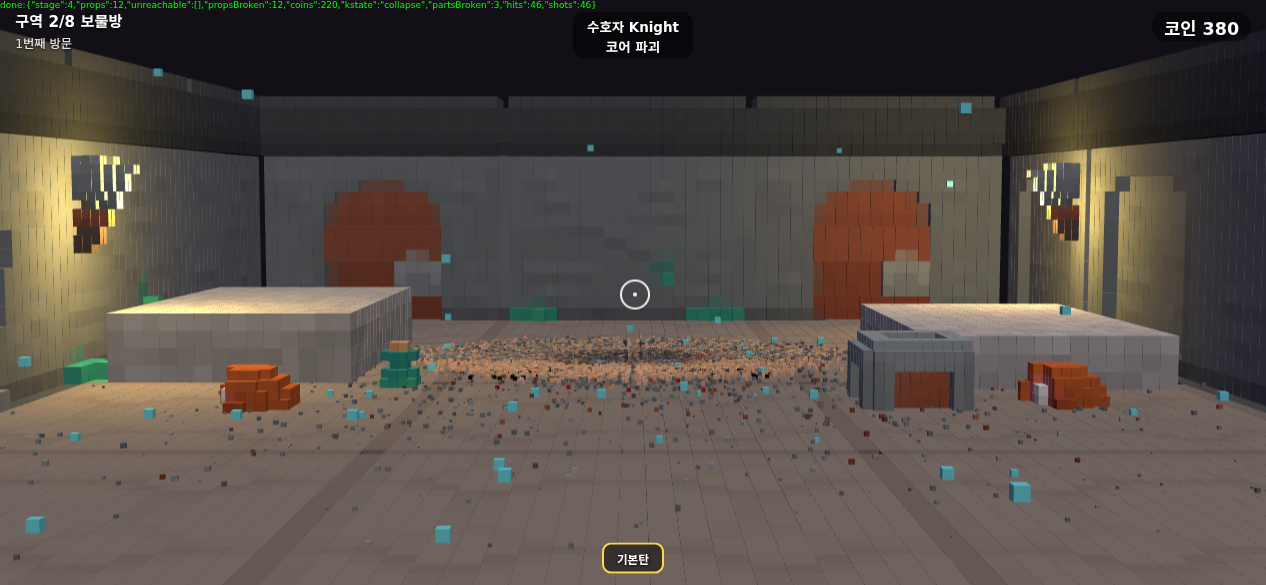 done:{"stage":4,"props":12,"unreachable":[],"propsBroken":12,"coins":220,"kstate":"collapse","partsBroken":3,"hits":46,"shots":46}
구역 2/8 보물방
1번째 방문
수호자 Knight
코어 파괴
코인 380
기본탄